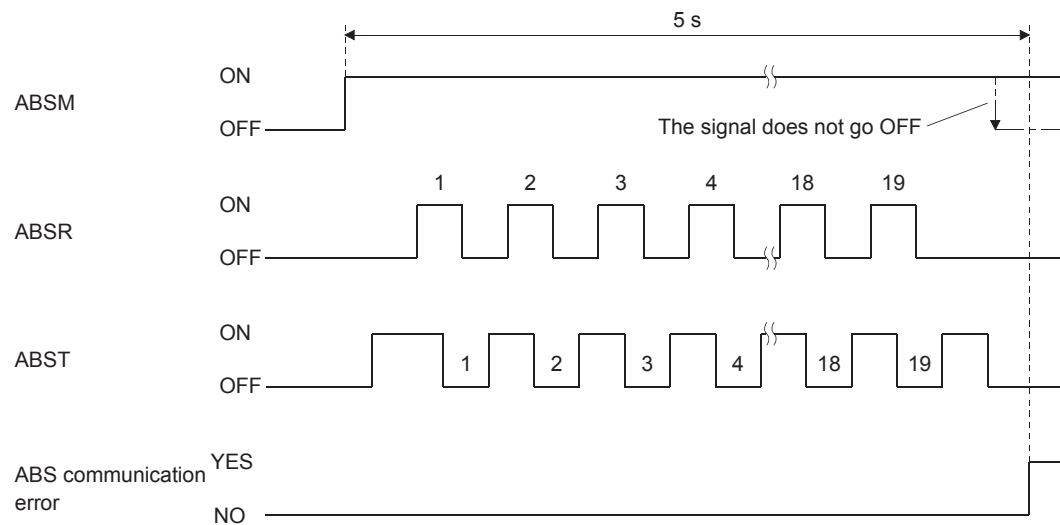 5 s
ABSM
ON
OFF
The signal does not go OFF
ABSR
ON
OFF
1 2 3 4 18 19
ABST
ON
OFF
1 2 3 4 18 19
ABS communication
error
YES
NO